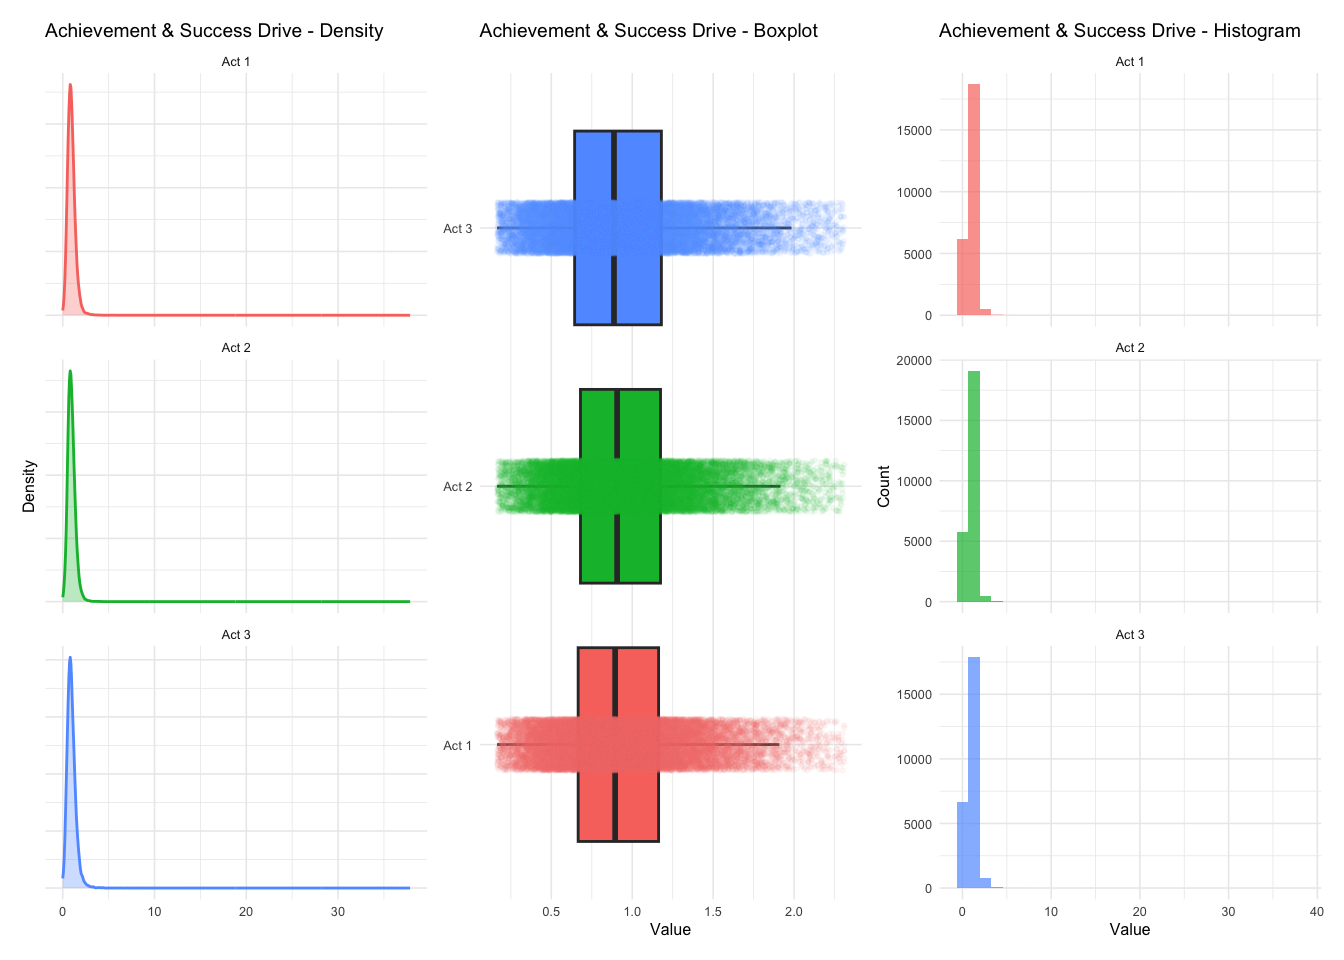 Achievement & Success Drive - Density
Act 1
Act 2
Act 3
Density
0 10 20 30
Achievement & Success Drive - Boxplot
Act 3
Act 2
Act 1
0.5 1.0 1.5 2.0
Value
Achievement & Success Drive - Histogram
Act 1
15000
10000
5000
0
Act 2
20000
15000
10000
5000
0
Act 3
15000
10000
5000
0
Count
0 10 20 30 40
Value